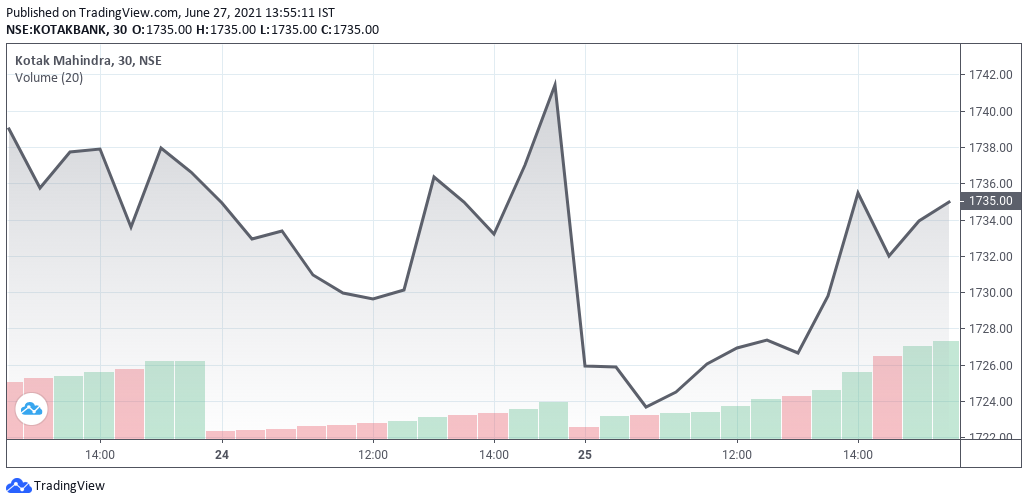 Published on TradingView.com, June 27, 2021 13:55:11 IST
NSE:KOTAKBANK, 30 O:1735.00 H:1735.00 L:1735.00 C:1735.00
Kotak Mahindra, 30, NSE
Volume (20)
1742.00
1740.00
1738.00
1736.00
1735.00
1734.00
1732.00
1730.00
1728.00
1726.00
1724.00
1722.00
14:00 24 12:00 14:00 25 12:00 14:00
TradingView